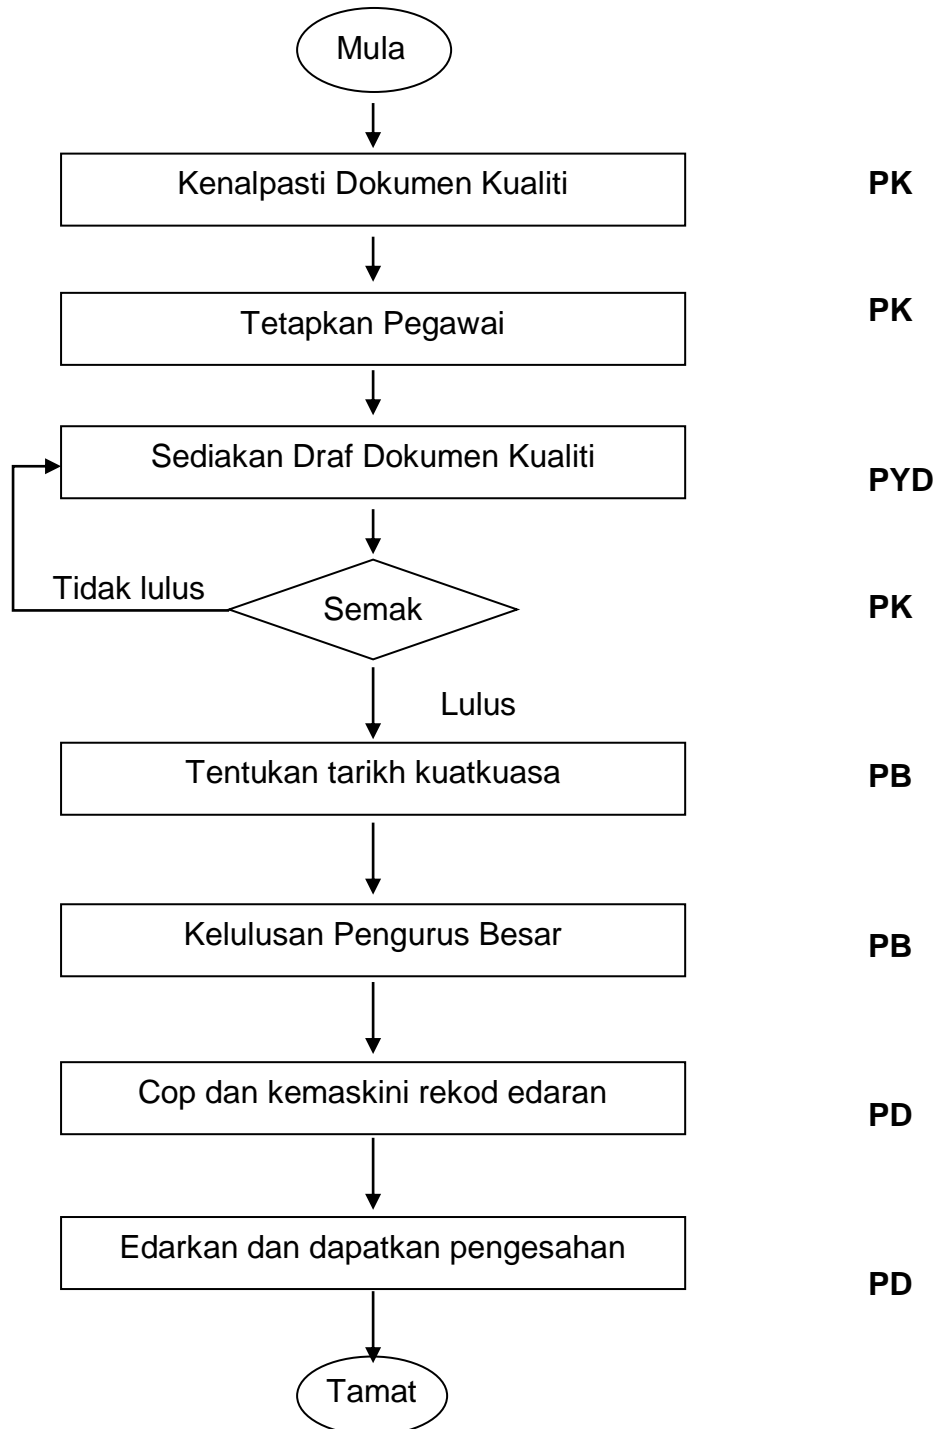 Mula
Kenalpasti Dokumen Kualiti
PK
Tetapkan Pegawai
PK
Sediakan Draf Dokumen Kualiti
PYD
Tidak lulus
Semak
PK
Lulus
Tentukan tarikh kuatkuasa
PB
Kelulusan Pengurus Besar
PB
Cop dan kemaskini rekod edaran
PD
Edarkan dan dapatkan pengesahan
PD
Tamat